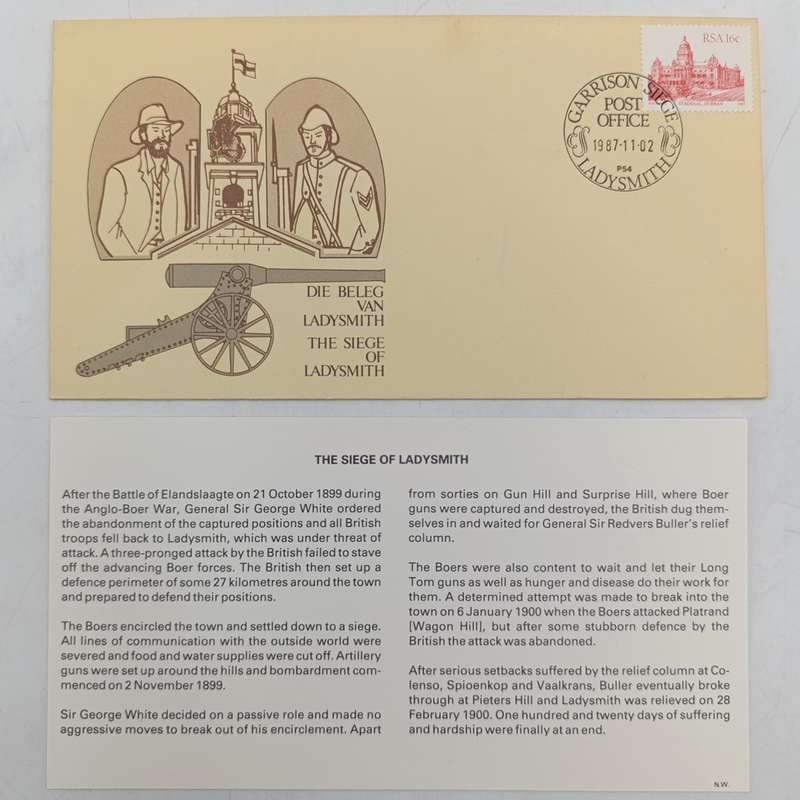 RSA 16c
STADSAAL, DURBAN
GARRISON SIEGE
POST
OFFICE
1987·11·02
P54
LADYSMITH
DIE BELEG
VAN
LADYSMITH
THE SIEGE
OF
LADYSMITH
THE SIEGE OF LADYSMITH
After the Battle of Elandslaagte on 21 October 1899 during
the Anglo-Boer War, General Sir George White ordered
the abandonment of the captured positions and all British
troops fell back to Ladysmith, which was under threat of
attack. A three-pronged attack by the British failed to stave
off the advancing Boer forces. The British then set up a
defence perimeter of some 27 kilometres around the town
and prepared to defend their positions.
The Boers encircled the town and settled down to a siege.
All lines of communication with the outside world were
severed and food and water supplies were cut off. Artillery
guns were set up around the hills and bombardment com-
menced on 2 November 1899.
Sir George White decided on a passive role and made no
aggressive moves to break out of his encirclement. Apart
from sorties on Gun Hill and Surprise Hill, where Boer
guns were captured and destroyed, the British dug them-
selves in and waited for General Sir Redvers Buller's relief
column.
The Boers were also content to wait and let their Long
Tom guns as well as hunger and disease do their work for
them. A determined attempt was made to break into the
town on 6 January 1900 when the Boers attacked Platrand
[Wagon Hill], but after some stubborn defence by the
British the attack was abandoned.
After serious setbacks suffered by the relief column at Co-
lenso, Spioenkop and Vaalkrans, Buller eventually broke
through at Pieters Hill and Ladysmith was relieved on 28
February 1900. One hundred and twenty days of suffering
and hardship were finally at an end.
N.W.